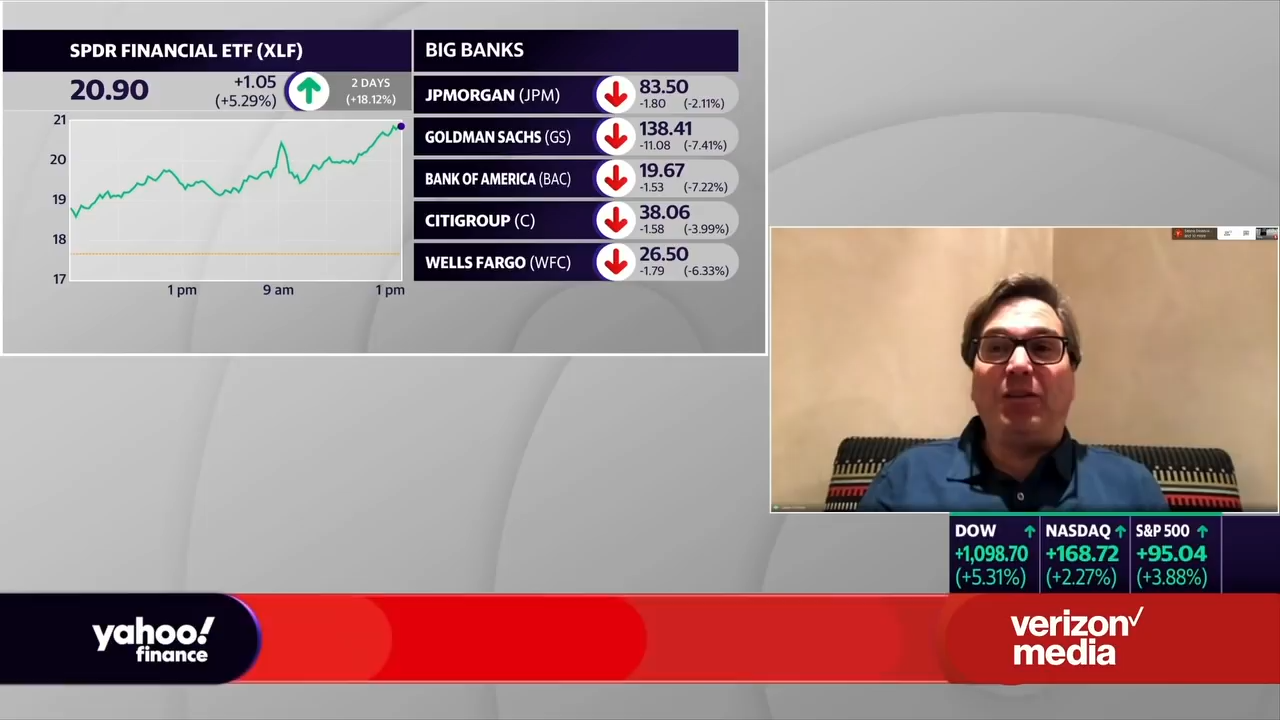 SPDR FINANCIAL ETF (XLF)
20.90
+1.05
(+5.29%)
2 DAYS
(+18.12%)
21
20
19
18
17
1 pm
9 am
1 pm
BIG BANKS
JPMORGAN (JPM)
83.50
-1.80 (-2.11%)
GOLDMAN SACHS (GS)
138.41
-11.08 (-7.41%)
BANK OF AMERICA (BAC)
19.67
-1.53 (-7.22%)
CITIGROUP (C)
38.06
-1.58 (-3.99%)
WELLS FARGO (WFC)
26.50
-1.79 (-6.33%)
DOW
+1,098.70
(+5.31%)
NASDAQ
+168.72
(+2.27%)
S&P 500
+95.04
(+3.88%)
yahoo!
finance
verizon
media